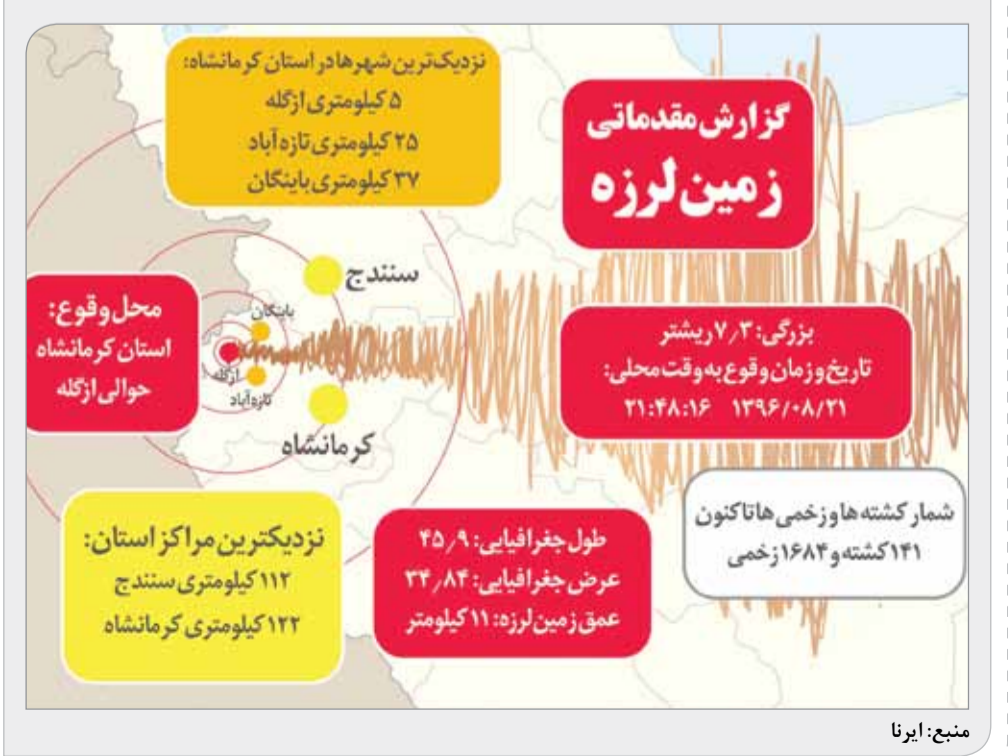 گزارش مقدماتی
زمین‌لرزه
نزدیک‌ترین شهرها در استان کرمانشاه:
۵ کیلومتری ازگله
۲۵ کیلومتری تازه‌آباد
۳۷ کیلومتری باینگان
بزرگی: ۷٫۳ ریشتر
تاریخ و زمان وقوع به وقت محلی:
۱۳۹۶/۰۸/۲۱ ۲۱:۴۸:۱۶
سنندج
باینگان
ازگله
تازه‌آباد
کرمانشاه
محل وقوع:
استان کرمانشاه
حوالی ازگله
شمار کشته‌ها و زخمی‌ها تاکنون
۱۴۱ کشته و ۱۶۸۴ زخمی
طول جغرافیایی: ۴۵٫۹
عرض جغرافیایی: ۳۴٫۸۴
عمق زمین‌لرزه: ۱۱ کیلومتر
نزدیکترین مراکز استان:
۱۱۲ کیلومتری سنندج
۱۲۲ کیلومتری کرمانشاه
منبع: ایرنا